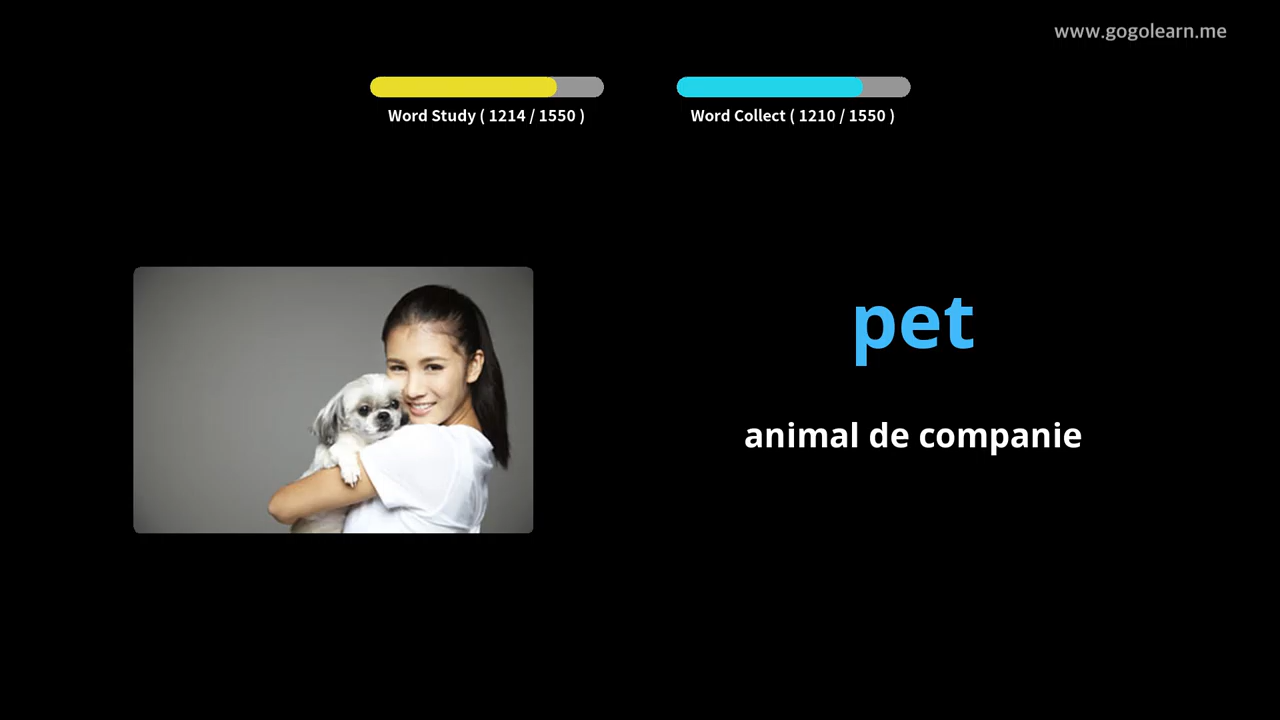 www.gogolearn.me
Word Study ( 1214 / 1550 )
Word Collect ( 1210 / 1550 )
pet
animal de companie